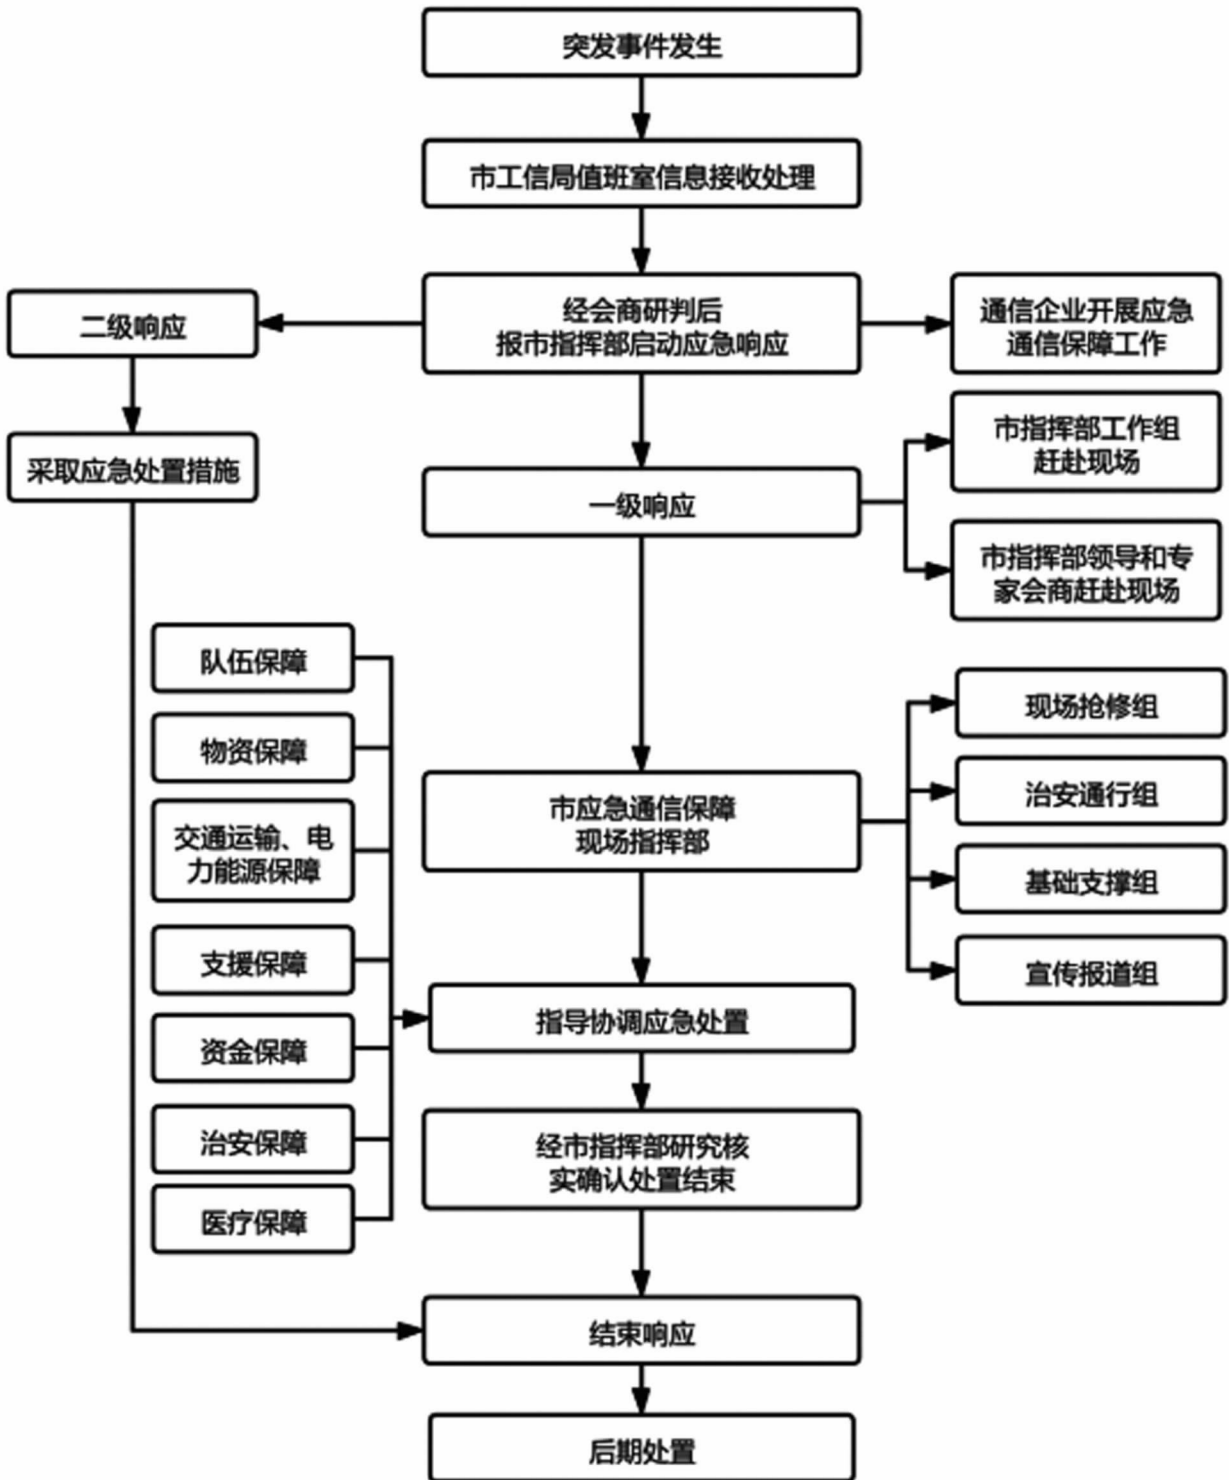 突发事件发生
市工信局值班室信息接收处理
经会商研判后
报市指挥部启动应急响应
二级响应
通信企业开展应急
通信保障工作
采取应急处置措施
一级响应
市指挥部工作组
赶赴现场
市指挥部领导和专
家会商赶赴现场
队伍保障
物资保障
交通运输、电
力能源保障
支援保障
资金保障
治安保障
医疗保障
市应急通信保障
现场指挥部
现场抢修组
治安通行组
基础支撑组
宣传报道组
指导协调应急处置
经市指挥部研究核
实确认处置结束
结束响应
后期处置